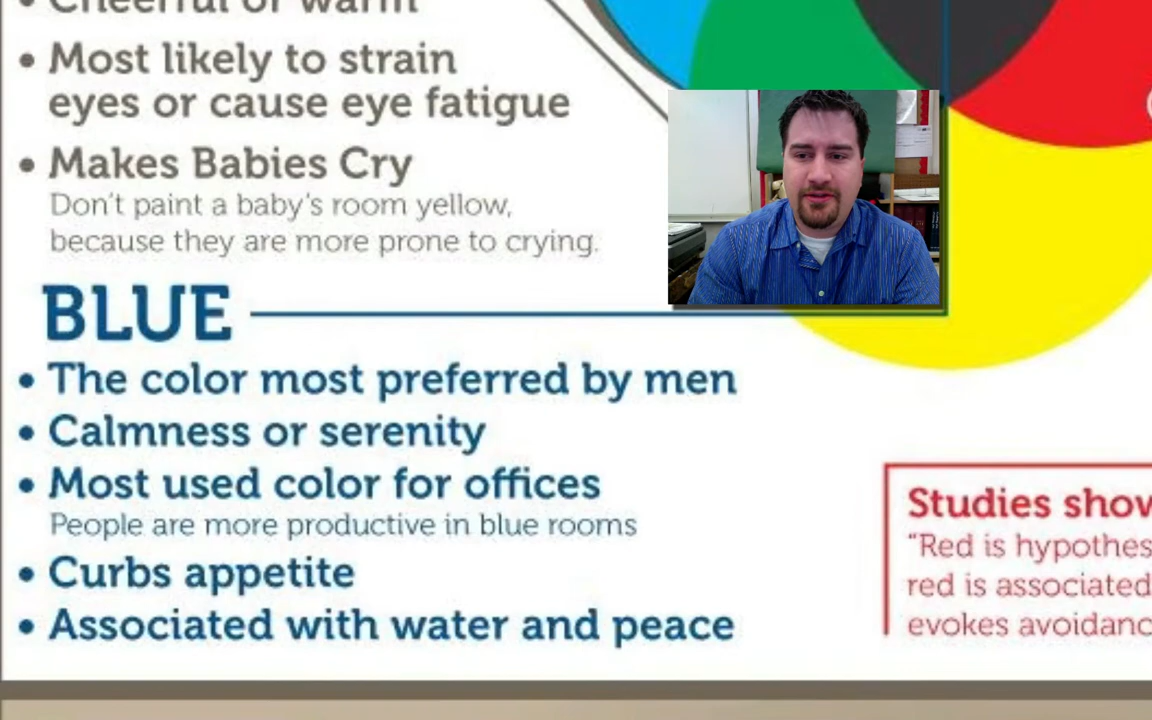 • Cheerful or warm
• Most likely to strain
eyes or cause eye fatigue
• Makes Babies Cry
Don't paint a baby's room yellow,
because they are more prone to crying.
BLUE
• The color most preferred by men
• Calmness or serenity
• Most used color for offices
People are more productive in blue rooms
• Curbs appetite
• Associated with water and peace
Studies show
"Red is hypothes
red is associated
evokes avoidanc